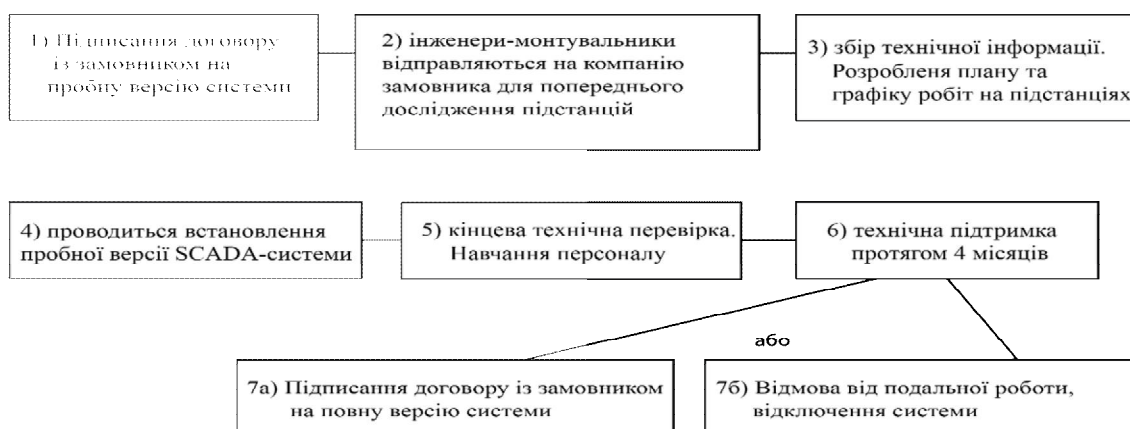 1) Підписання договору
із замовником на
пробну версію системи
2) інженери-монтувальники
відправляються на компанію
замовника для попереднього
дослідження підстанцій
3) збір технічної інформації.
Розробленя плану та
графіку робіт на підстанціях
4) проводиться встановлення
пробної версії SCADA-системи
5) кінцева технічна перевірка.
Навчання персоналу
6) технічна підтримка
протягом 4 місяців
або
7а) Підписання договору із замовником
на повну версію системи
7б) Відмова від подальної роботи,
відключення системи